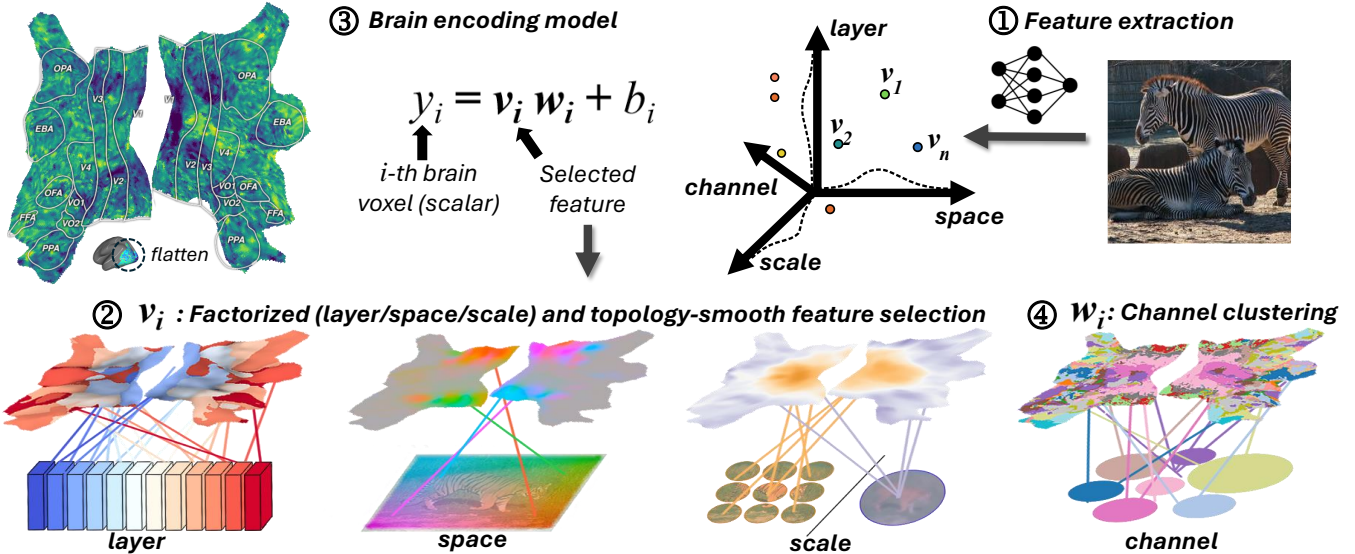 ③ Brain encoding model
y_i = v_i w_i + b_i
i-th brain
voxel (scalar)
Selected
feature
① Feature extraction
layer
v_1
v_2
v_n
channel
space
scale
OPA
V3
V1
EBA
V4
V2
OFA
VO1
FFA
VO2
PPA
V1
OPA
EBA
V4
V2
V3
VO1
OFA
VO2
FFA
PPA
flatten
② v_i : Factorized (layer/space/scale) and topology-smooth feature selection
④ w_i: Channel clustering
layer
space
scale
channel